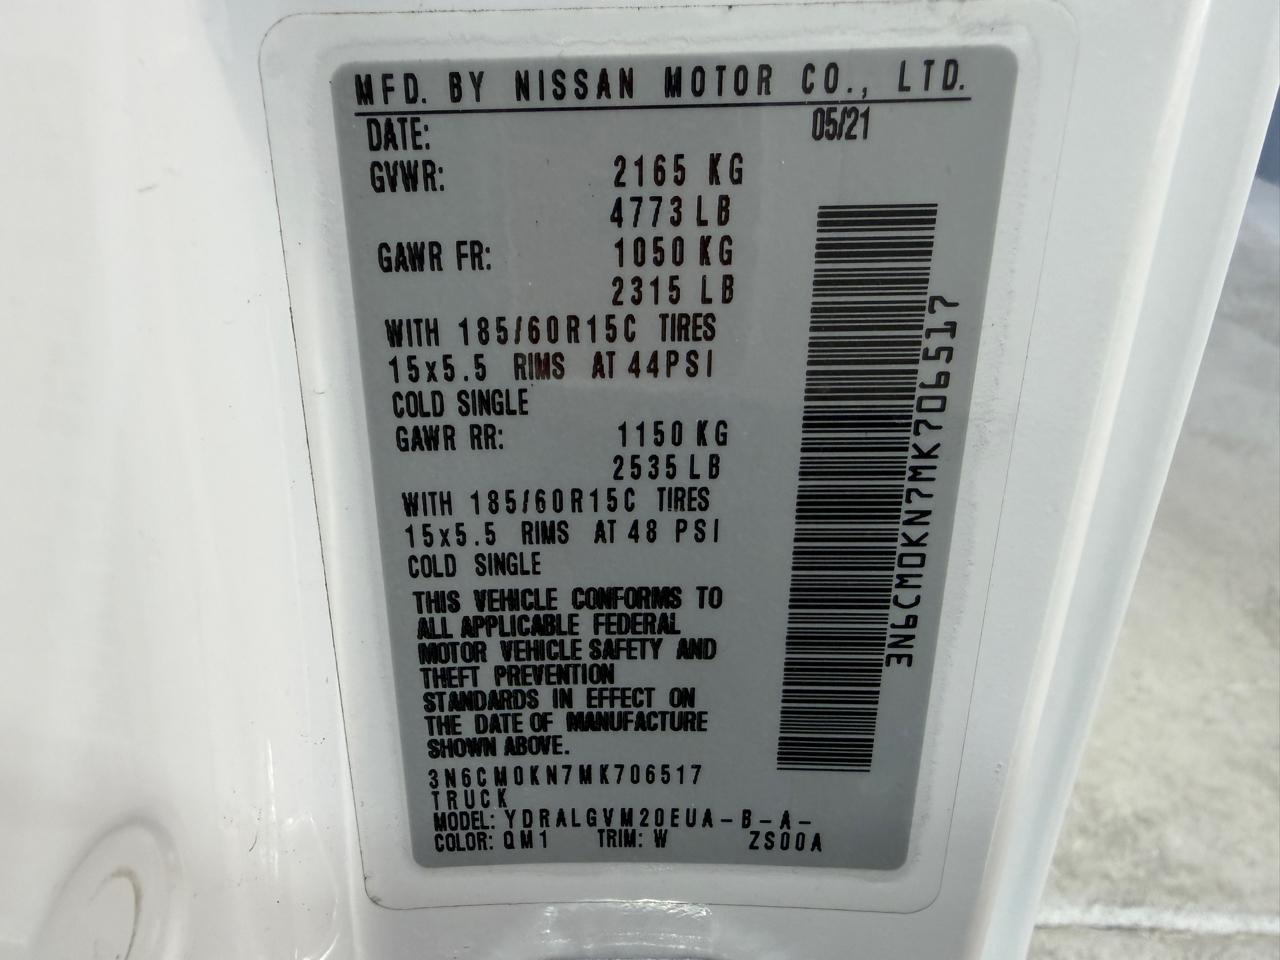 MFD. BY NISSAN MOTOR CO., LTD.
DATE: 05/21
GVWR: 2165 KG
4773 LB
GAWR FR: 1050 KG
2315 LB
WITH 185/60R15C TIRES
15x5.5 RIMS AT 44PSI
COLD SINGLE
GAWR RR: 1150 KG
2535 LB
WITH 185/60R15C TIRES
15x5.5 RIMS AT 48 PSI
COLD SINGLE
THIS VEHICLE CONFORMS TO
ALL APPLICABLE FEDERAL
MOTOR VEHICLE SAFETY AND
THEFT PREVENTION
STANDARDS IN EFFECT ON
THE DATE OF MANUFACTURE
SHOWN ABOVE.
3N6CM0KN7MK706517
TRUCK
MODEL: YDRALGVM20EUA-B-A-
COLOR: QM1 TRIM: W ZS00A
3N6CM0KN7MK706517